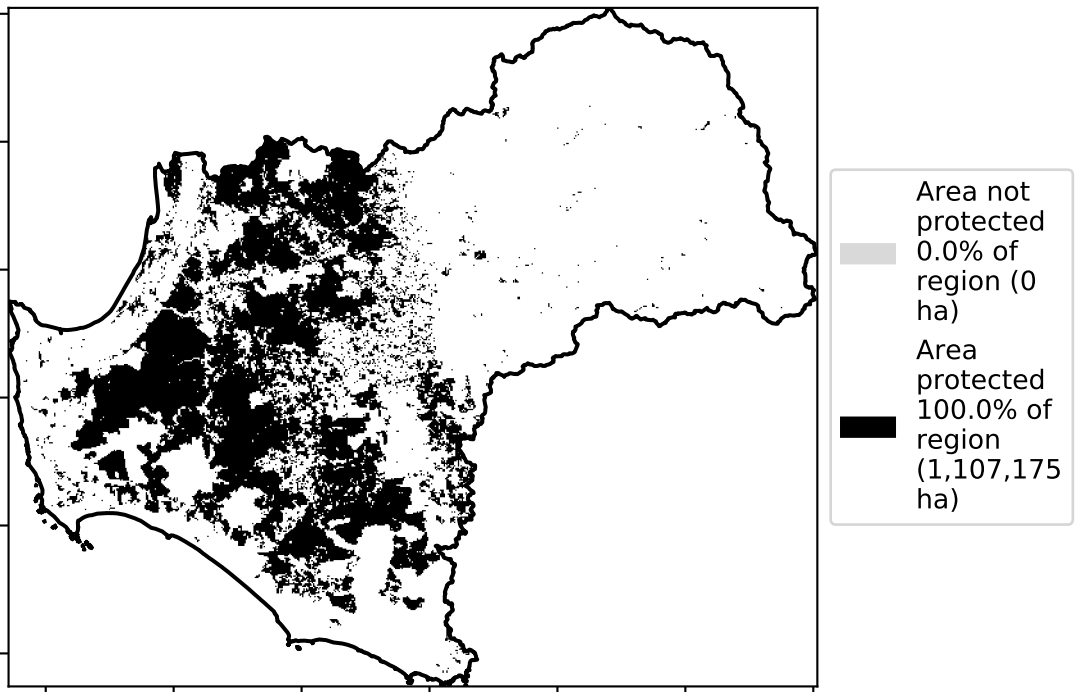 Area not
protected
0.0% of
region (0
ha)
Area
protected
100.0% of
region
(1,107,175
ha)